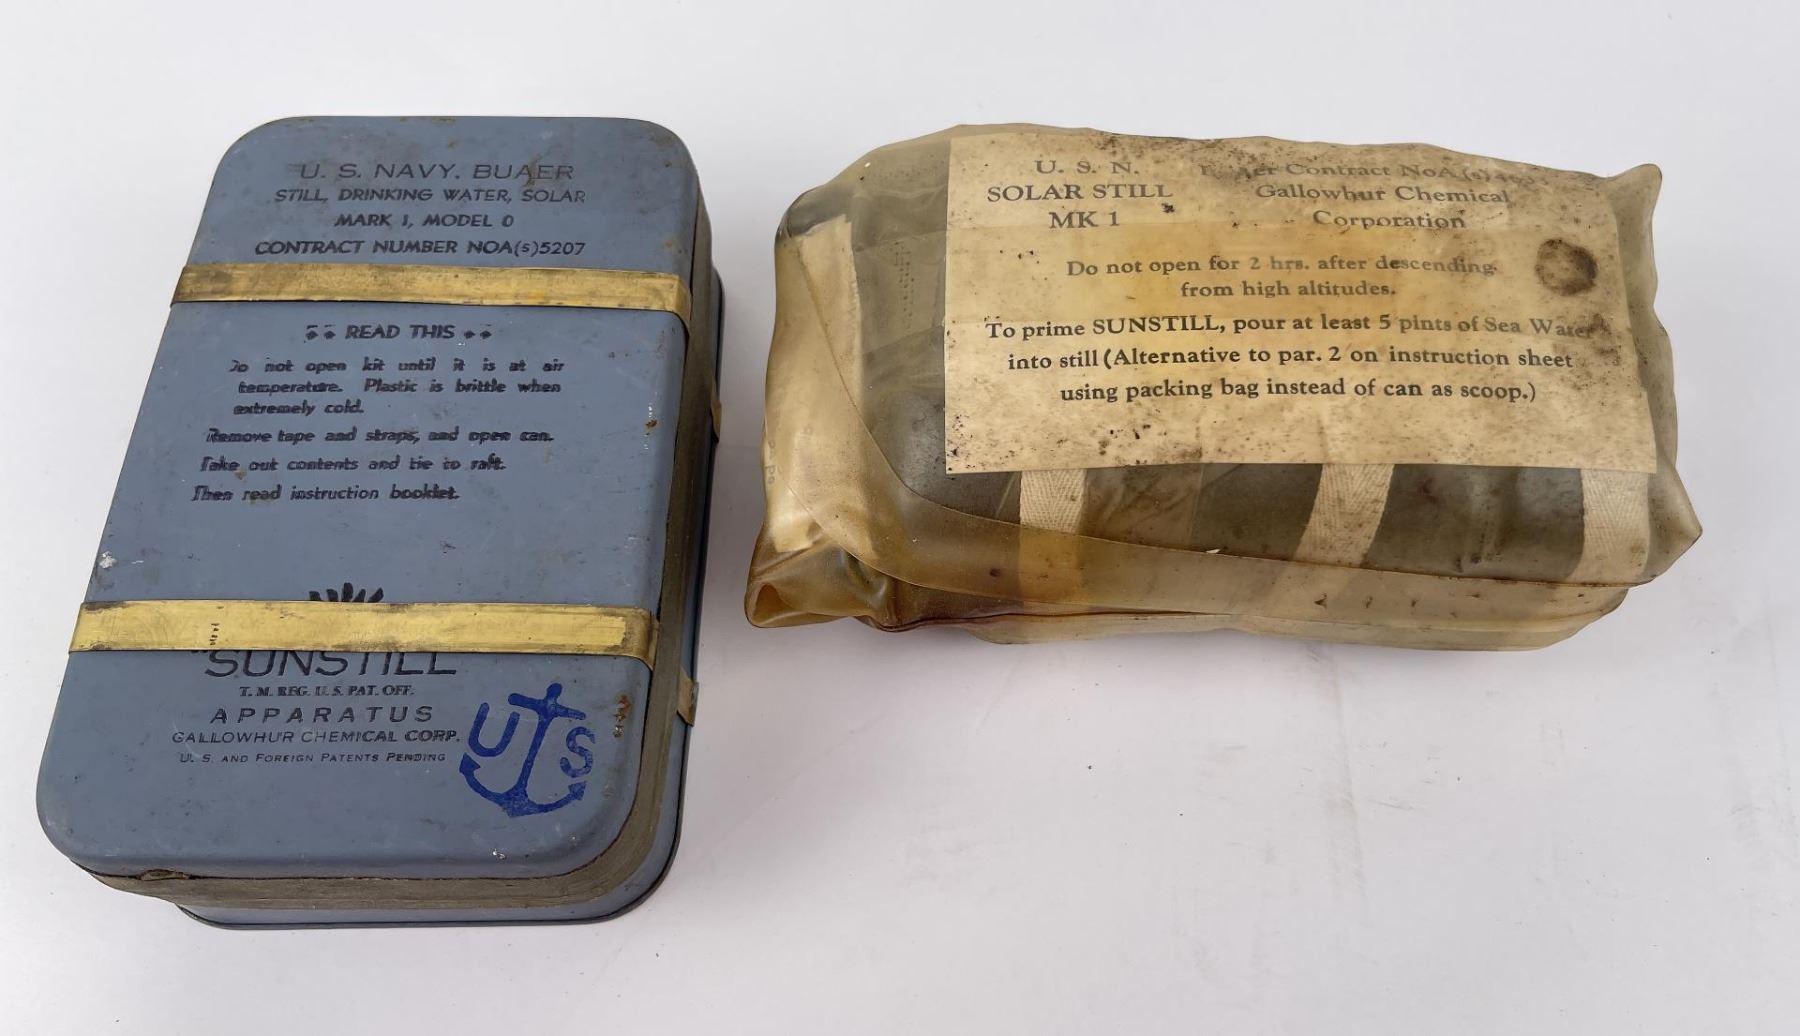 U. S. NAVY. BUAER
STILL, DRINKING WATER, SOLAR
MARK 1, MODEL 0
CONTRACT NUMBER NOA(s)5207
READ THIS
Do not open kit until it is at air
temperature. Plastic is brittle when
extremely cold.
Remove tape and straps, and open can.
Take out contents and tie to raft.
Then read instruction booklet.
"SUNSTILL
T. M. REG. U. S. PAT. OFF.
APPARATUS
GALLOWHUR CHEMICAL CORP.
U. S. AND FOREIGN PATENTS PENDING
U S
U. S. N.
SOLAR STILL
MK 1
Contract NoA(s)
Gallowhur Chemical
Corporation
Do not open for 2 hrs. after descending
from high altitudes.
To prime SUNSTILL, pour at least 5 pints of Sea Water
into still (Alternative to par. 2 on instruction sheet
using packing bag instead of can as scoop.)